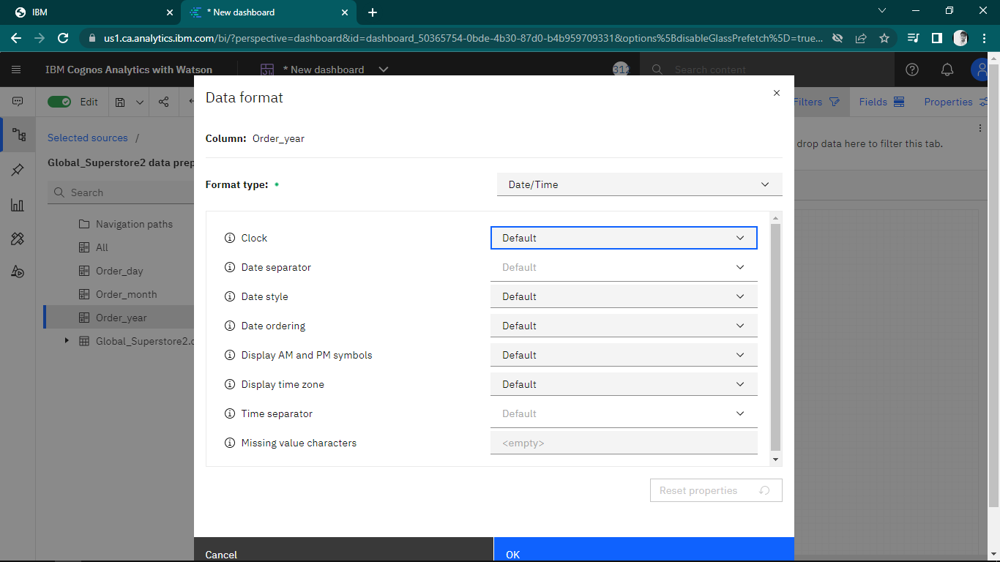 IBM
* New dashboard
us1.ca.analytics.ibm.com/bi/?perspective=dashboard&id=dashboard_50365754-0bde-4b30-87d0-b4b959709331&options%5BdisableGlassPrefetch%5D=true...
IBM Cognos Analytics with Watson
* New dashboard
312
Search content
Edit
Filters
Fields
Properties
Selected sources /
drop data here to filter this tab.
Global_Superstore2 data prep
Search
Navigation paths
All
Order_day
Order_month
Order_year
Global_Superstore2.c
Data format
Column: Order_year
Format type:
Date/Time
Clock
Default
Date separator
Default
Date style
Default
Date ordering
Default
Display AM and PM symbols
Default
Display time zone
Default
Time separator
Default
Missing value characters
<empty>
Reset properties
Cancel
OK